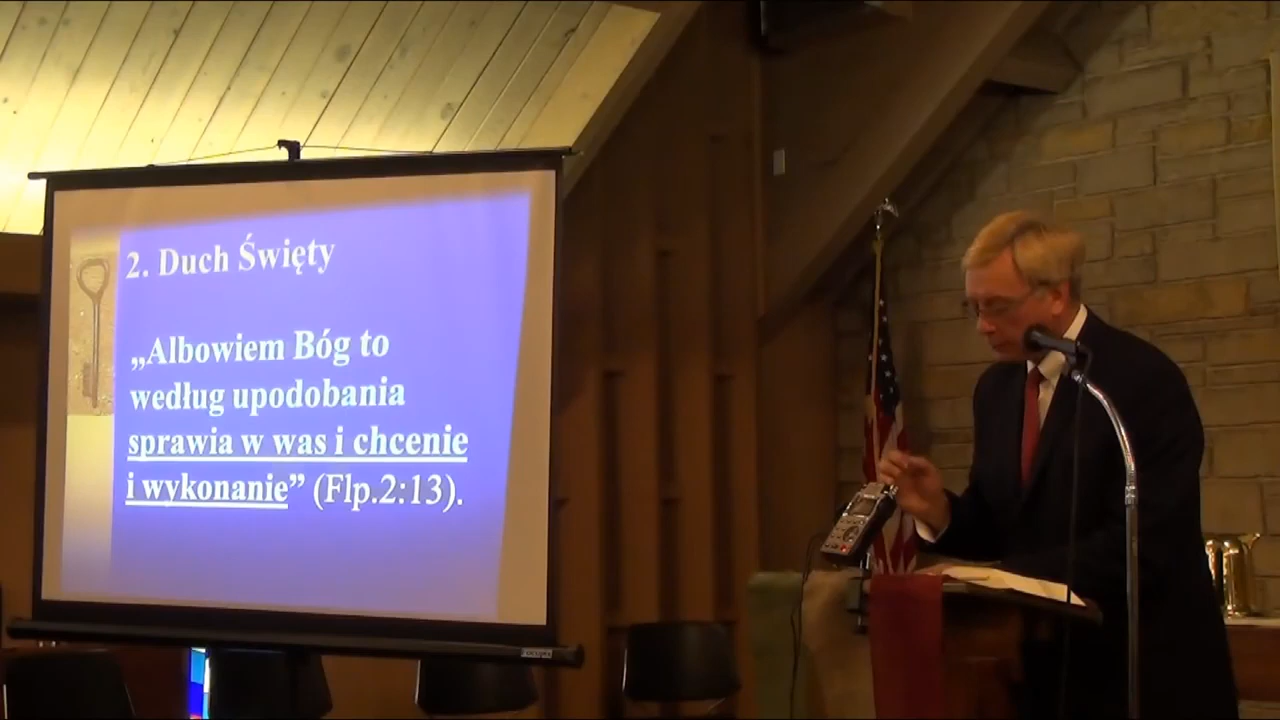 2. Duch Święty
„Albowiem Bóg to
według upodobania
sprawia w was i chcenie
i wykonanie” (Flp.2:13).